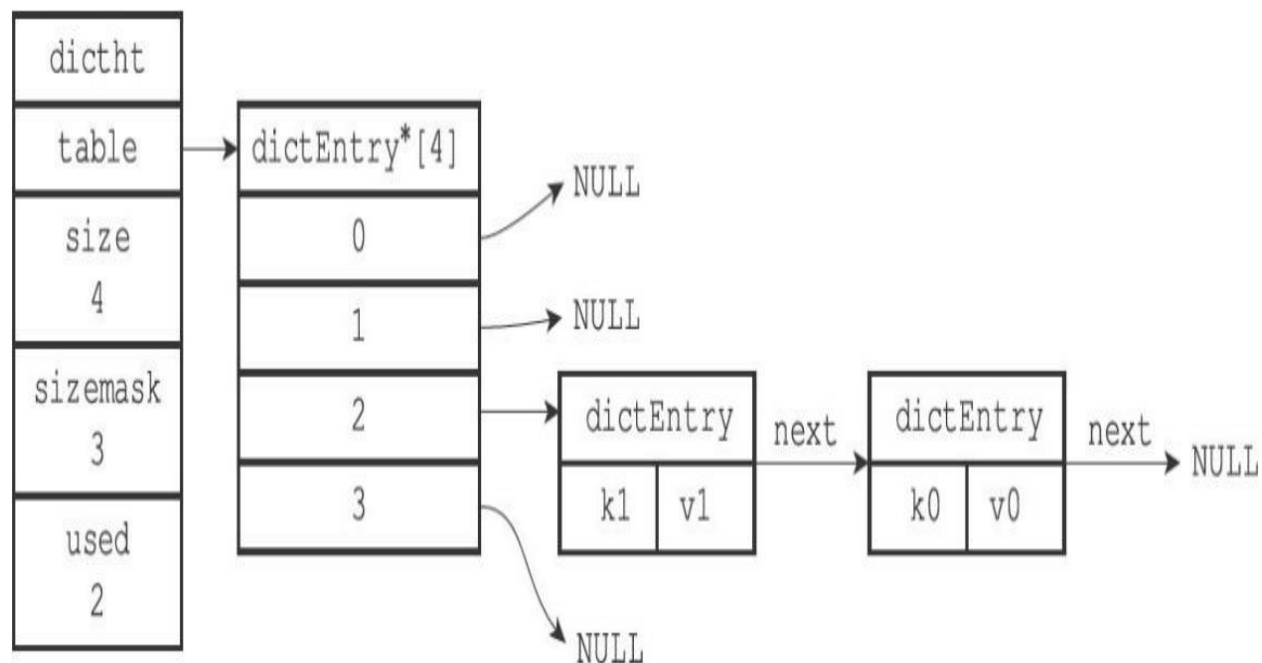 dictht
table
size
4
sizemask
3
used
2
dictEntry*[4]
0
1
2
3
NULL
NULL
dictEntry
k1 v1
next
dictEntry
k0 v0
next
NULL
NULL